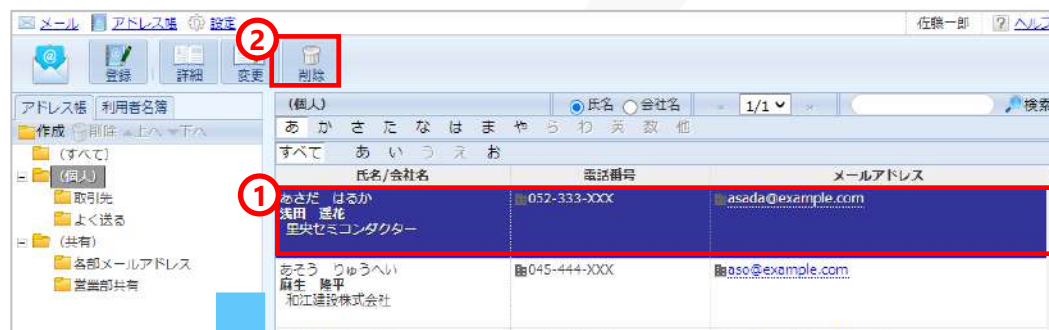 メール アドレス帳 設定 佐藤一郎 ヘルプ
②
登録 詳細 変更 削除
アドレス帳 利用者名簿
作成 削除 上へ 下へ
(すべて)
(個人)
取引先
よく送る
(共有)
各部メールアドレス
営業部共有
(個人) 氏名 会社名 1/1 検索
あ か さ た な は ま や ら わ 英 数 他
すべて あ い う え お
氏名/会社名 電話番号 メールアドレス
①
あさだ はるか 052-333-XXX asada@example.com
浅田 遥花
里央セミコンダクター
あそう りゅうへい 045-444-XXX aso@example.com
麻生 隆平
和江建設株式会社